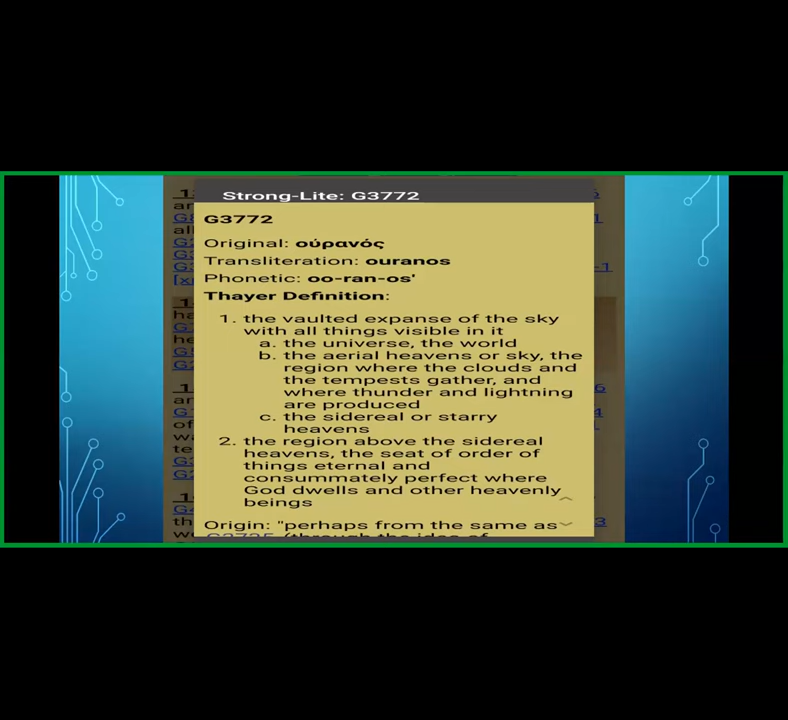 Strong-Lite: G3772
G3772
Original: οὐρανός
Transliteration: ouranos
Phonetic: oo-ran-os'
Thayer Definition:
1. the vaulted expanse of the sky
with all things visible in it
a. the universe, the world
b. the aerial heavens or sky, the
region where the clouds and
the tempests gather, and
where thunder and lightning
are produced
c. the sidereal or starry
heavens
2. the region above the sidereal
heavens, the seat of order of
things eternal and
consummately perfect where
God dwells and other heavenly
beings
Origin: "perhaps from the same as
(through the idea of